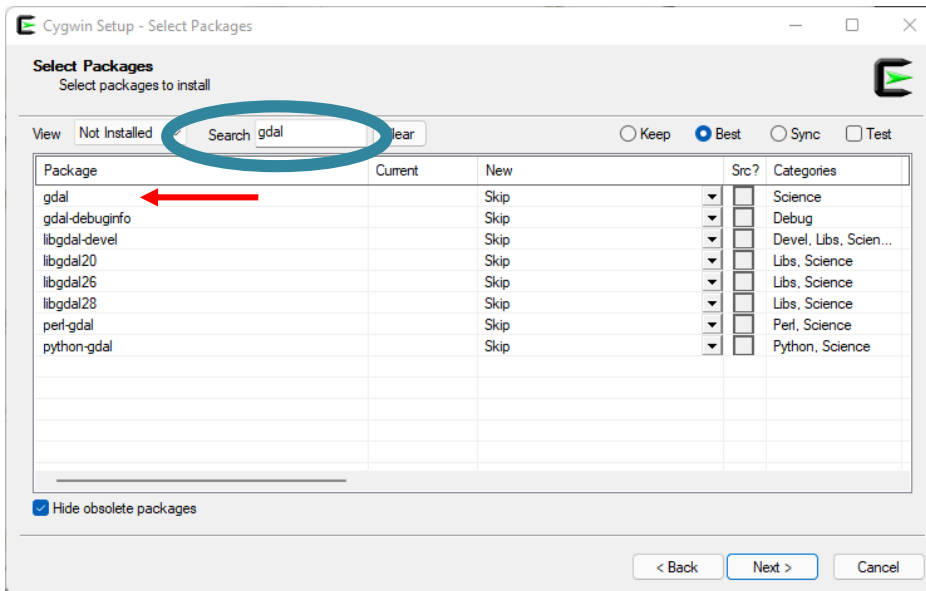 Cygwin Setup - Select Packages
Select Packages
Select packages to install
View Not Installed Search gdal Clear Keep Best Sync Test
Package Current New Src? Categories
gdal Skip Science
gdal-debuginfo Skip Debug
libgdal-devel Skip Devel, Libs, Scien...
libgdal20 Skip Libs, Science
libgdal26 Skip Libs, Science
libgdal28 Skip Libs, Science
perl-gdal Skip Perl, Science
python-gdal Skip Python, Science
Hide obsolete packages
< Back Next > Cancel